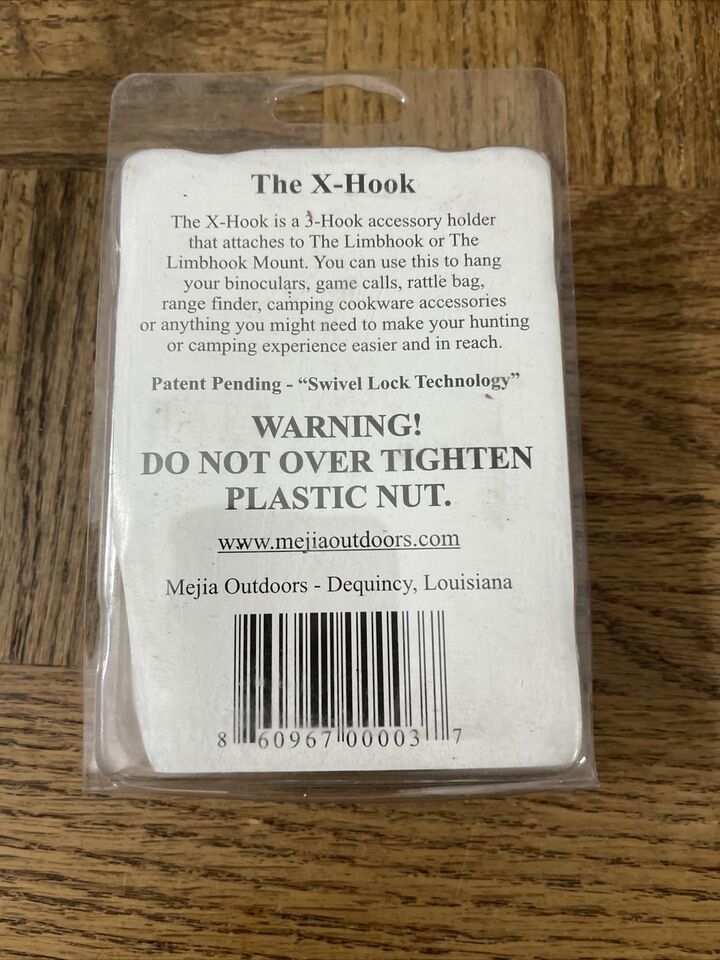 The X-Hook
The X-Hook is a 3-Hook accessory holder
that attaches to The Limbhook or The
Limbhook Mount. You can use this to hang
your binoculars, game calls, rattle bag,
range finder, camping cookware accessories
or anything you might need to make your hunting
or camping experience easier and in reach.
Patent Pending - “Swivel Lock Technology”
WARNING!
DO NOT OVER TIGHTEN
PLASTIC NUT.
www.mejiaoutdoors.com
Mejia Outdoors - Dequincy, Louisiana
8 60967 00003 7